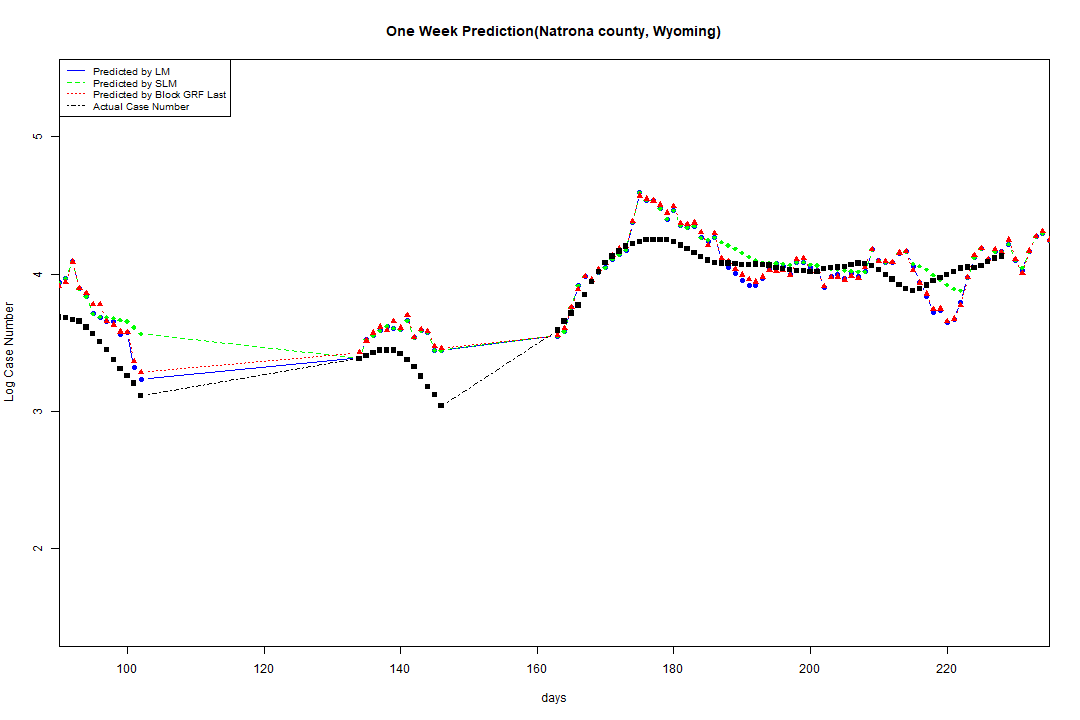 One Week Prediction(Natrona county, Wyoming)
Predicted by LM
Predicted by SLM
Predicted by Block GRF Last
Actual Case Number
5
4
3
2
Log Case Number
100 120 140 160 180 200 220
days